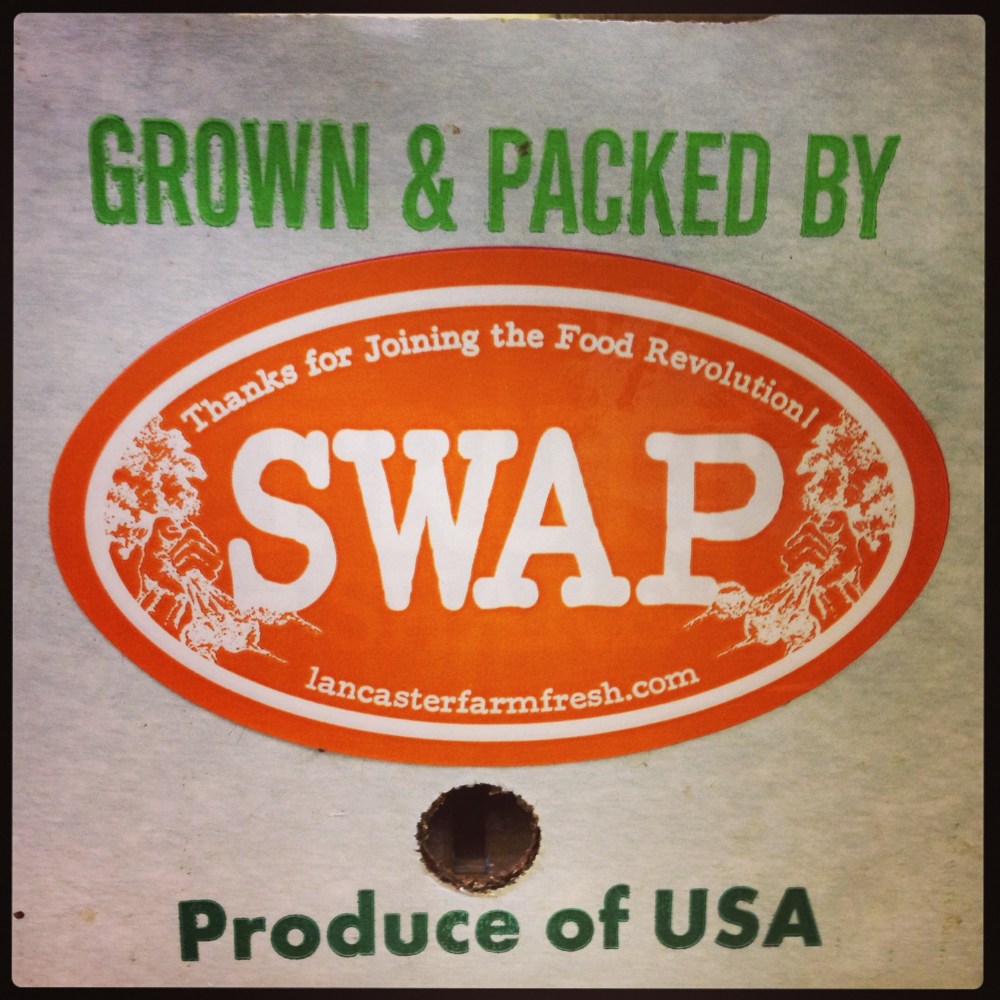 GROWN & PACKED BY
Thanks for Joining the Food Revolution!
SWAP
lancasterfarmfresh.com
Produce of USA